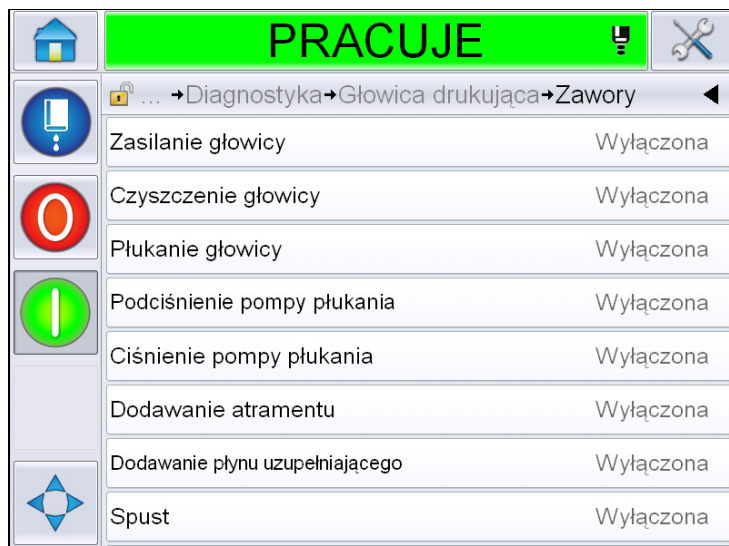 PRACUJE
... →Diagnostyka→Głowica drukująca→Zawory
Zasilanie głowicy Wyłączona
Czyszczenie głowicy Wyłączona
Płukanie głowicy Wyłączona
Podciśnienie pompy płukania Wyłączona
Ciśnienie pompy płukania Wyłączona
Dodawanie atramentu Wyłączona
Dodawanie płynu uzupełniającego Wyłączona
Spust Wyłączona